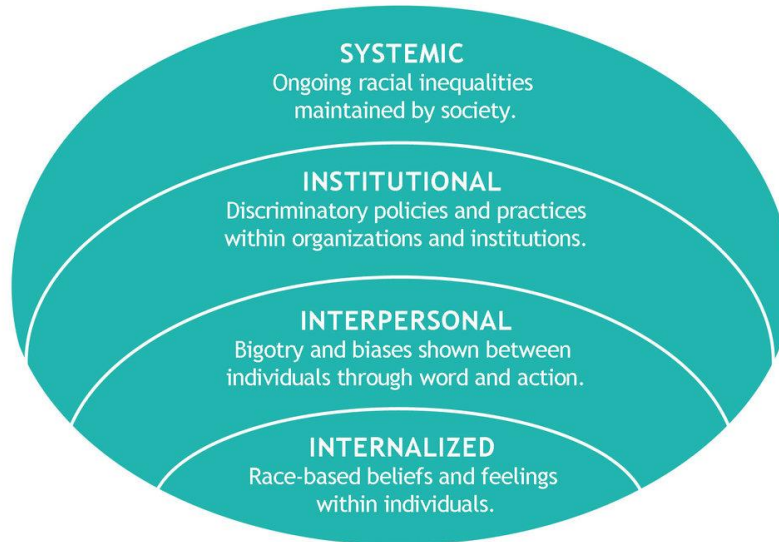 SYSTEMIC
Ongoing racial inequalities
maintained by society.
INSTITUTIONAL
Discriminatory policies and practices
within organizations and institutions.
INTERPERSONAL
Bigotry and biases shown between
individuals through word and action.
INTERNALIZED
Race-based beliefs and feelings
within individuals.